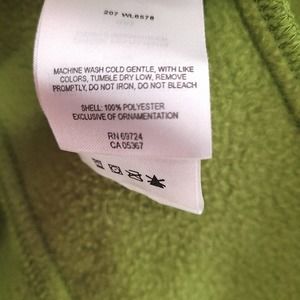 207 WL6578
MACHINE WASH COLD GENTLE, WITH LIKE
COLORS, TUMBLE DRY LOW, REMOVE
PROMPTLY, DO NOT IRON, DO NOT BLEACH
SHELL: 100% POLYESTER
EXCLUSIVE OF ORNAMENTATION
RN 69724
CA 05367